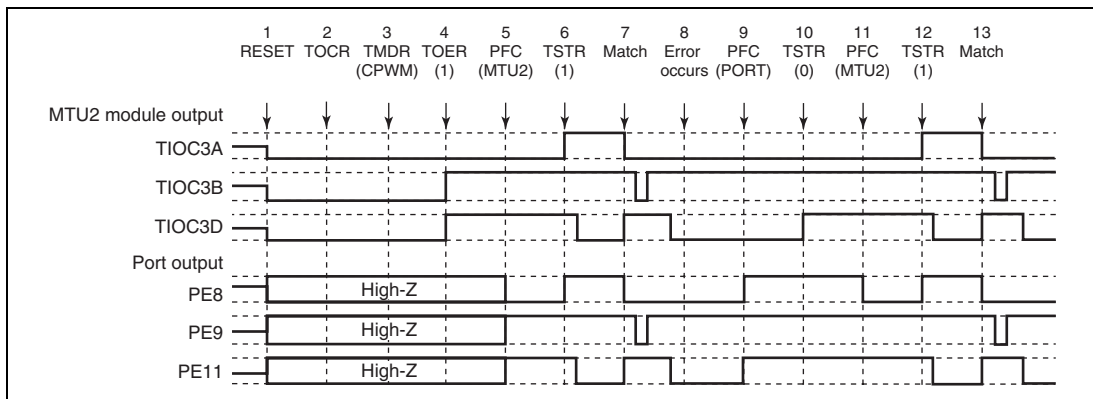 1 2 3 4 5 6 7 8 9 10 11 12 13
RESET TOCR TMDR TOER PFC TSTR Match Error PFC TSTR PFC TSTR Match
(CPWM) (1) (MTU2) (1) occurs (PORT) (0) (MTU2) (1)
MTU2 module output
TIOC3A
TIOC3B
TIOC3D
Port output
PE8 High-Z
PE9 High-Z
PE11 High-Z